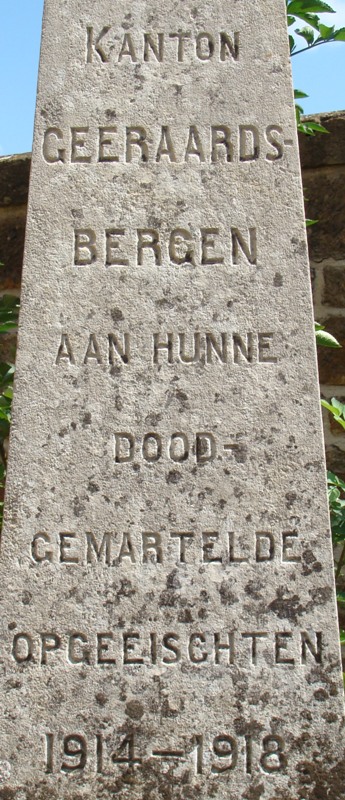 KANTON
GEERAARDS-
BERGEN
AAN HUNNE
DOOD-
GEMARTELDE
OPGEEISCHTEN
1914-1918